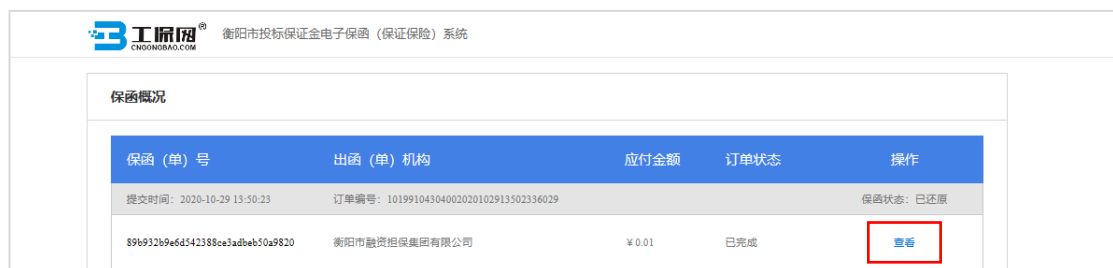 工保网® 衡阳市投标保证金电子保函（保证保险）系统
CNGONGBAO.COM
保函概况
保函（单）号 出函（单）机构 应付金额 订单状态 操作
提交时间：2020-10-29 13:50:23 订单编号：10199104304002020102913502336029 保函状态：已还原
89b932b9e6d542388ce3adbeb50a9820 衡阳市融资担保集团有限公司 ￥0.01 已完成 查看